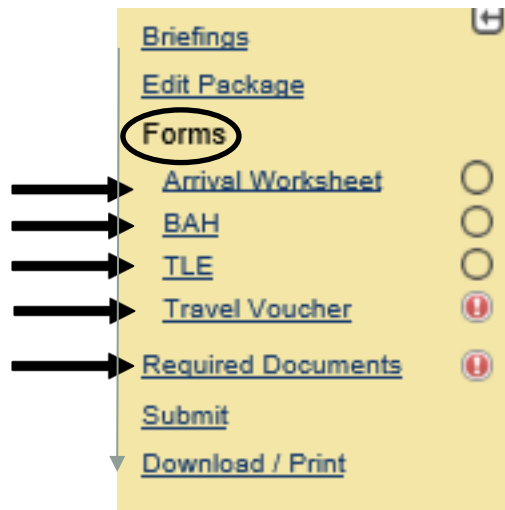 Briefings
Edit Package
Forms
Arrival Worksheet
BAH
TLE
Travel Voucher
Required Documents
Submit
Download / Print